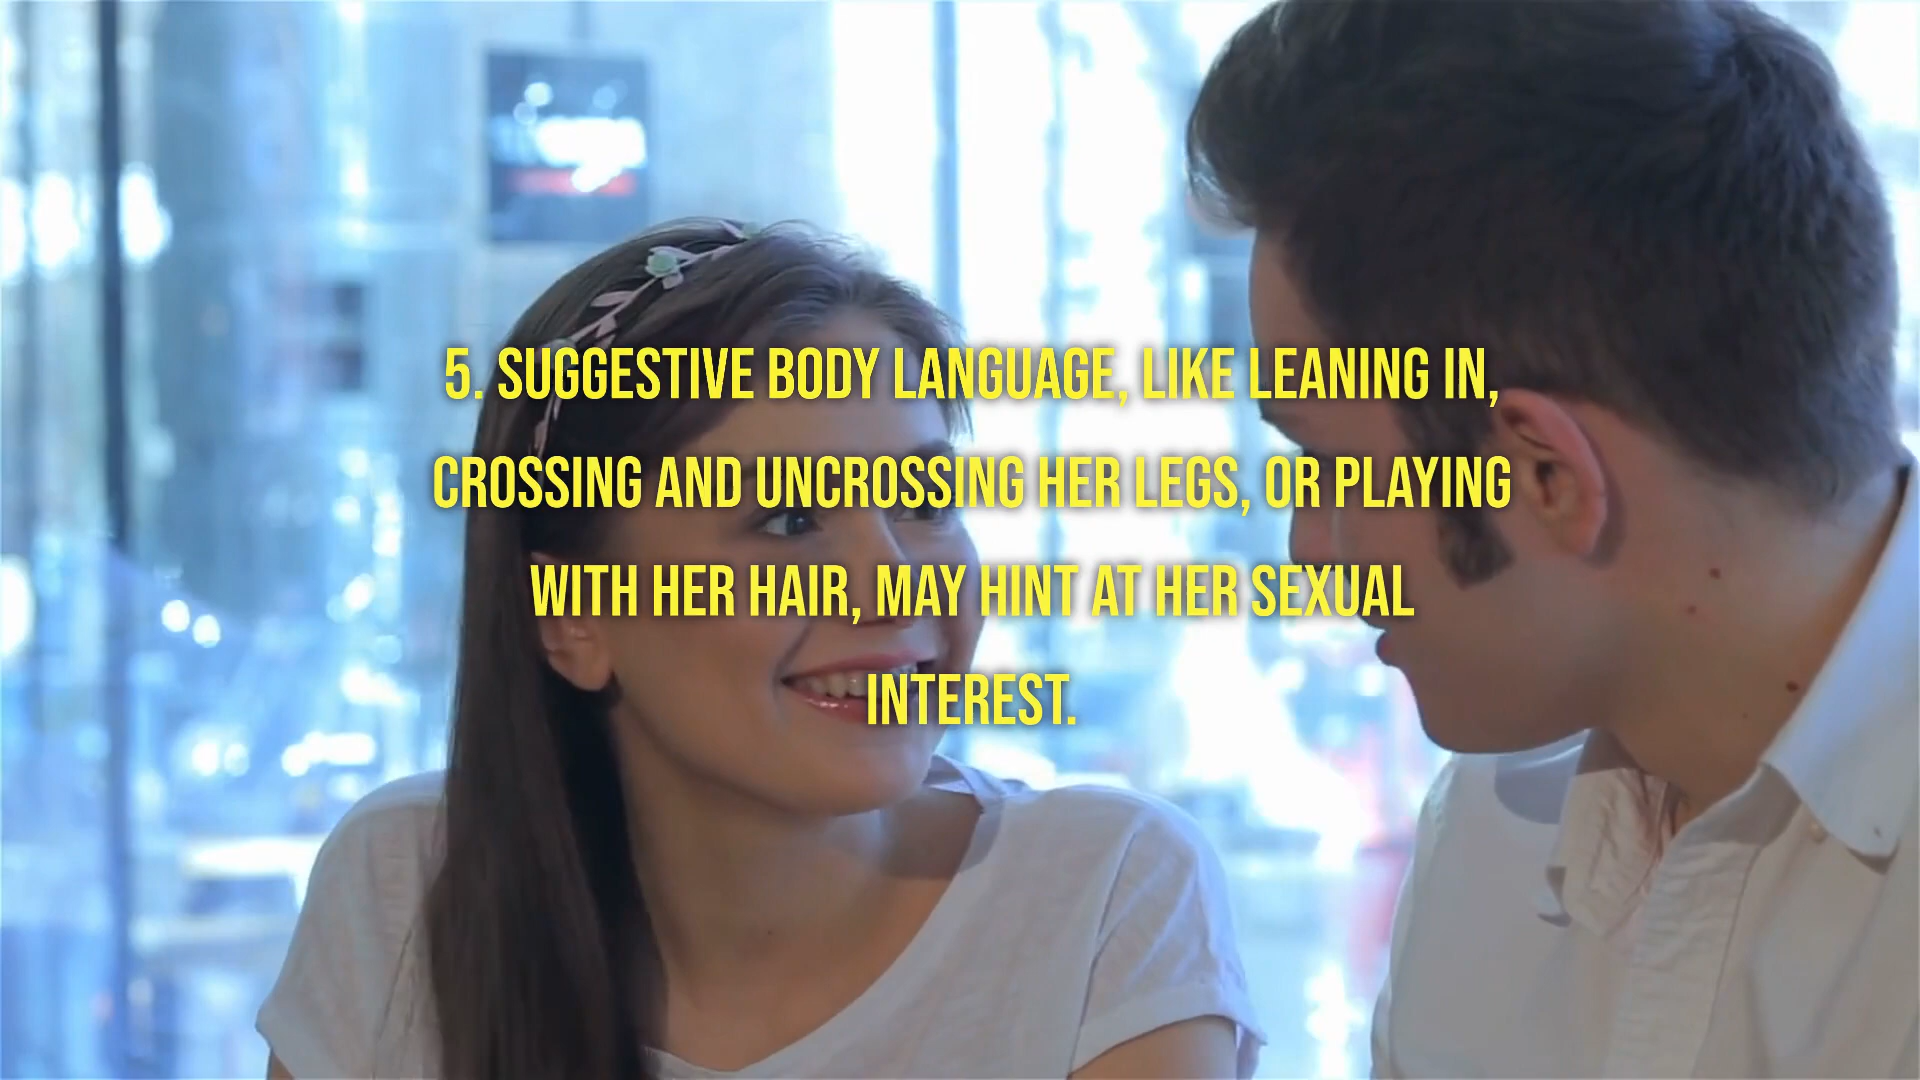 5. SUGGESTIVE BODY LANGUAGE, LIKE LEANING IN,
CROSSING AND UNCROSSING HER LEGS, OR PLAYING
WITH HER HAIR, MAY HINT AT HER SEXUAL
INTEREST.